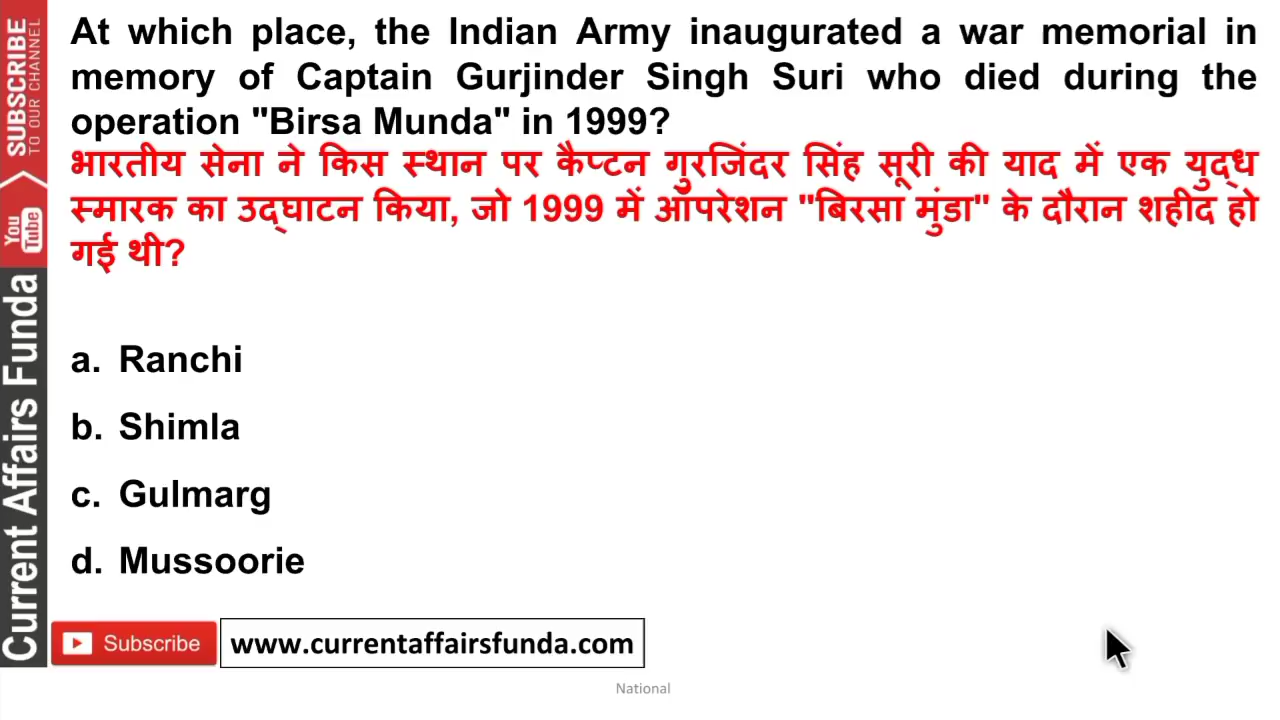 At which place, the Indian Army inaugurated a war memorial in
memory of Captain Gurjinder Singh Suri who died during the
operation "Birsa Munda" in 1999?
भारतीय सेना ने किस स्थान पर कैप्टन गुरजिंदर सिंह सूरी की याद में एक युद्ध
स्मारक का उद्घाटन किया, जो 1999 में ऑपरेशन "बिरसा मुंडा" के दौरान शहीद हो
गई थी?
a. Ranchi
b. Shimla
c. Gulmarg
d. Mussoorie
SUBSCRIBE
TO OUR CHANNEL
You
Tube
Current Affairs Funda
Subscribe
www.currentaffairsfunda.com
National